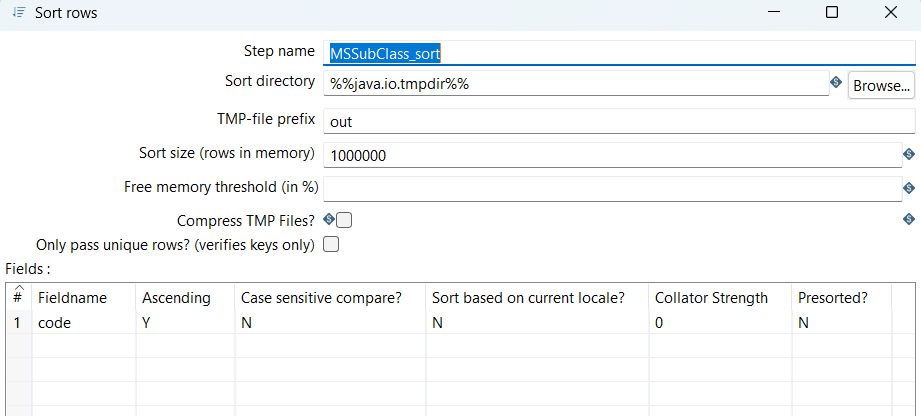 Sort rows
Step name MSSubClass_sort
Sort directory %%java.io.tmpdir%% Browse...
TMP-file prefix out
Sort size (rows in memory) 1000000
Free memory threshold (in %)
Compress TMP Files?
Only pass unique rows? (verifies keys only)
Fields :
# Fieldname Ascending Case sensitive compare? Sort based on current locale? Collator Strength Presorted?
1 code Y N N 0 N